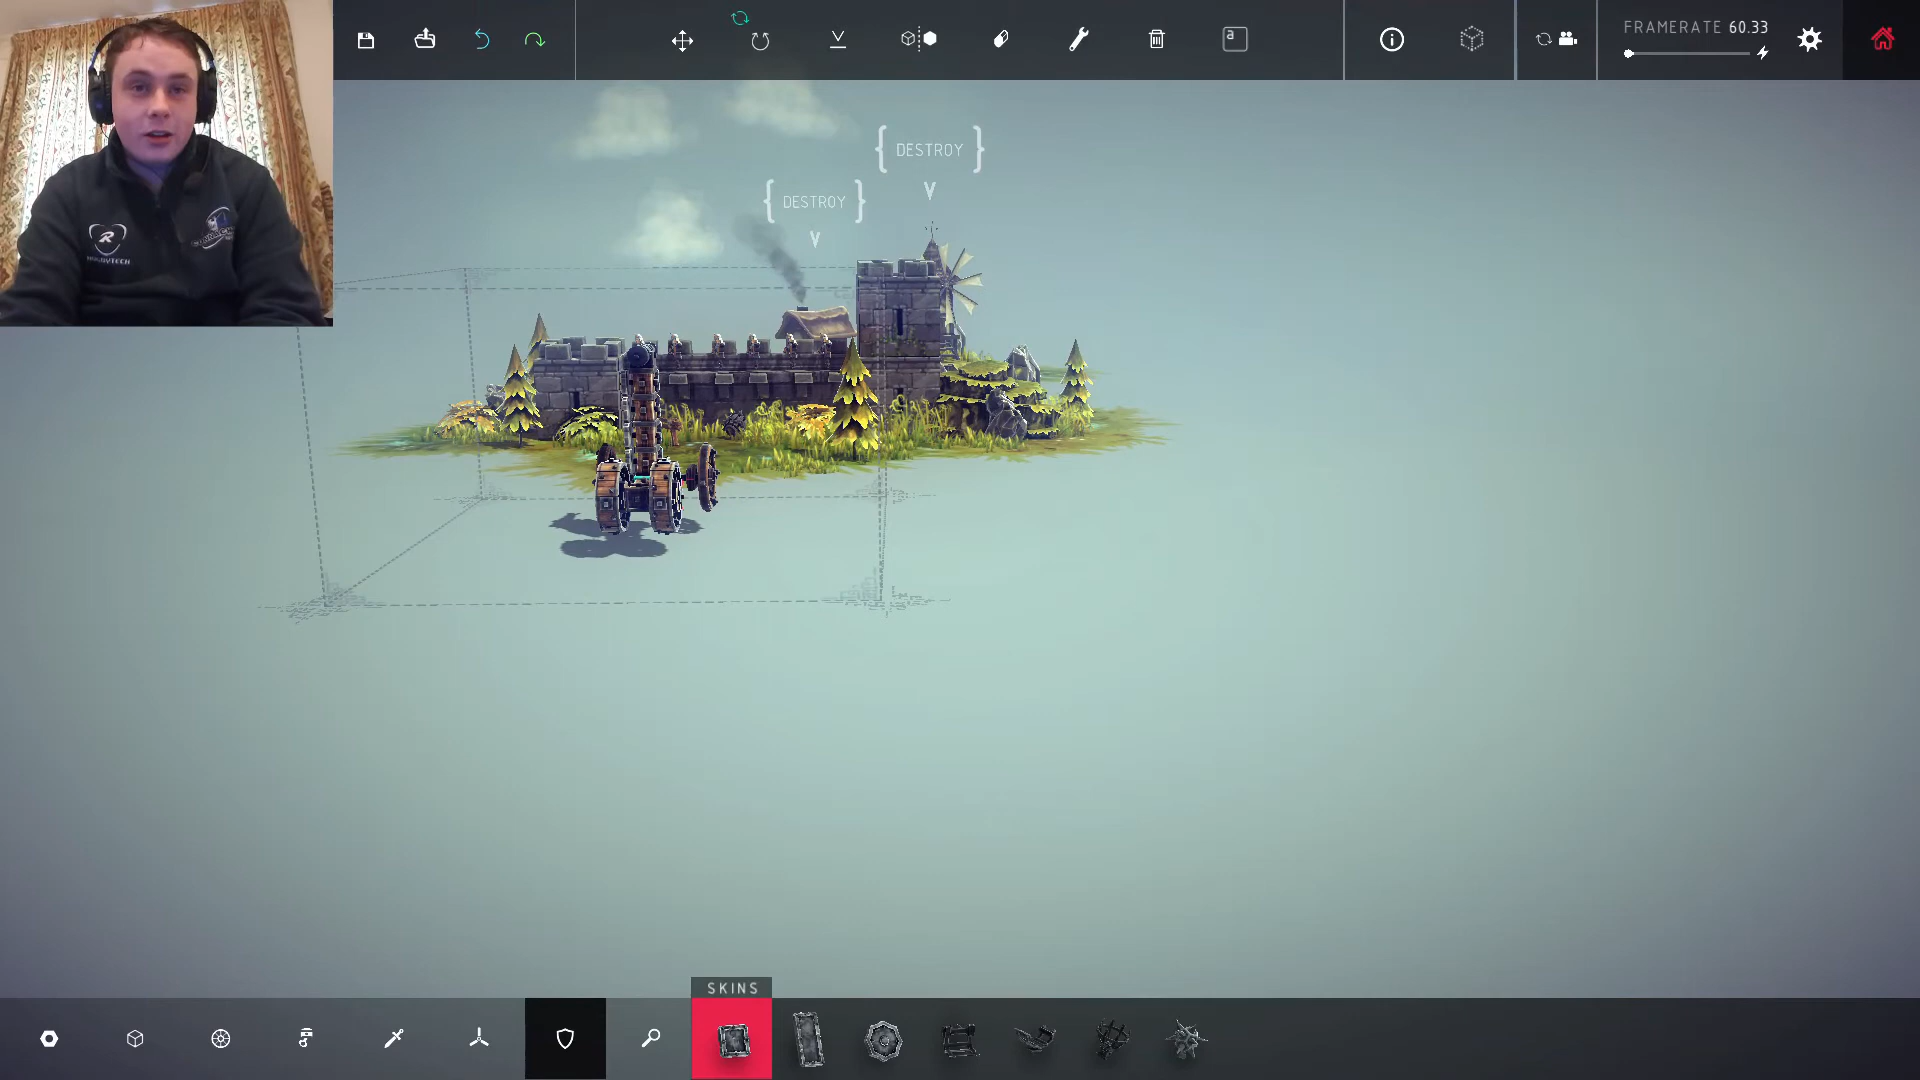 FRAMERATE 60.33
a
{ DESTROY }
{ DESTROY }
SKINS